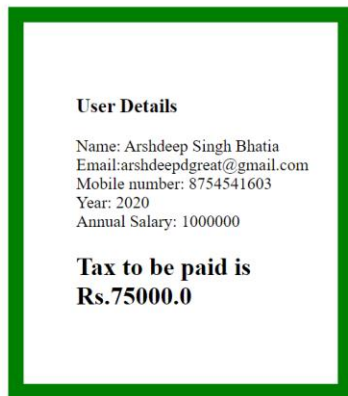 User Details
Name: Arshdeep Singh Bhatia
Email:arshdeepdgreat@gmail.com
Mobile number: 8754541603
Year: 2020
Annual Salary: 1000000
Tax to be paid is
Rs.75000.0